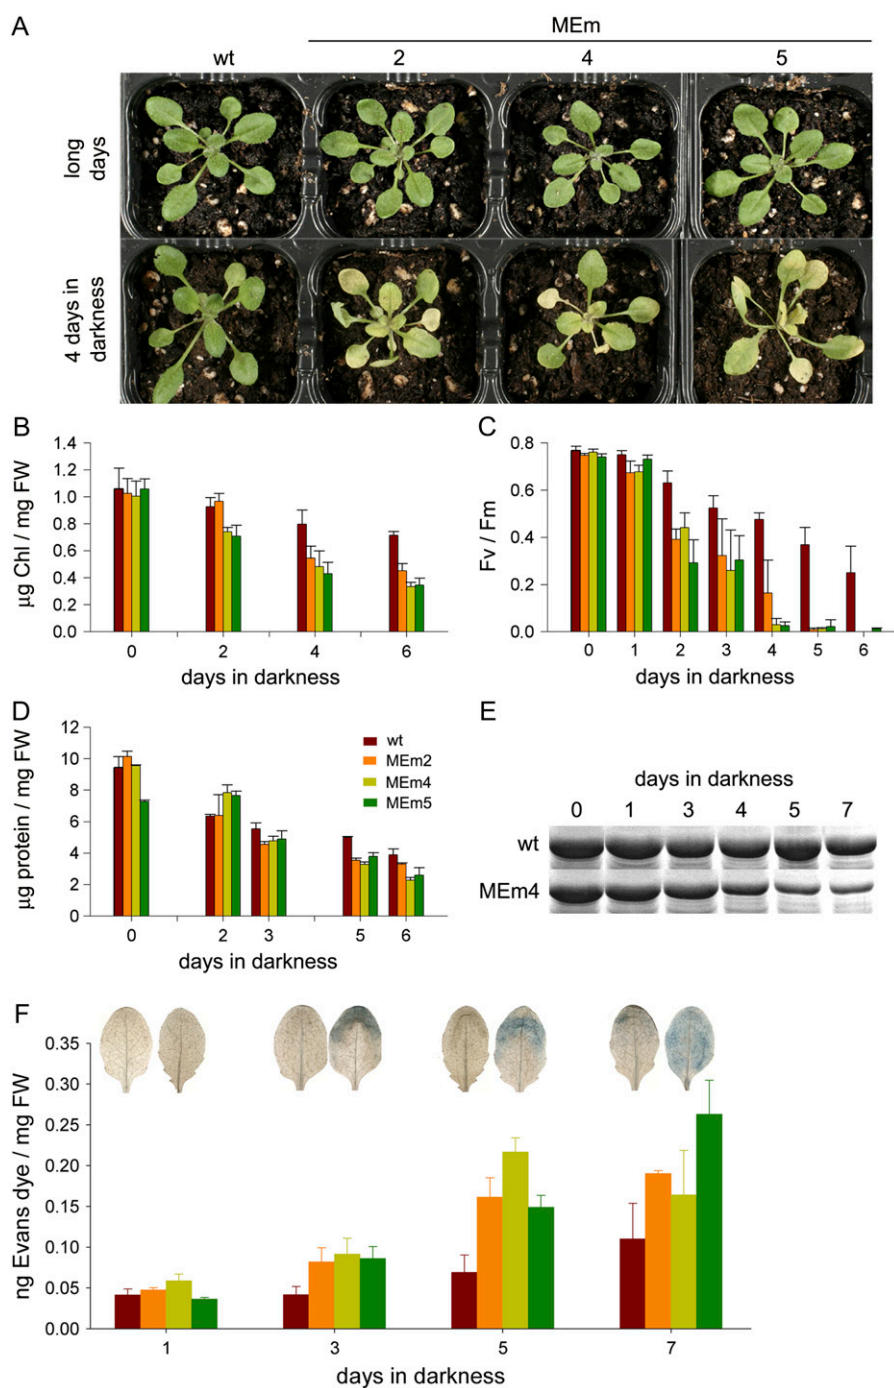 A
MEm
wt 2 4 5
long
days
4 days in
darkness
B
μg Chl / mg FW
1.4
1.2
1.0
0.8
0.6
0.4
0.2
0.0
0 2 4 6
days in darkness
C
Fv / Fm
0.8
0.6
0.4
0.2
0.0
0 1 2 3 4 5 6
days in darkness
D
μg protein / mg FW
12
10
8
6
4
2
0
0 2 3 5 6
days in darkness
wt
MEm2
MEm4
MEm5
E
days in darkness
0 1 3 4 5 7
wt
MEm4
F
ng Evans dye / mg FW
0.35
0.30
0.25
0.20
0.15
0.10
0.05
0.00
1 3 5 7
days in darkness